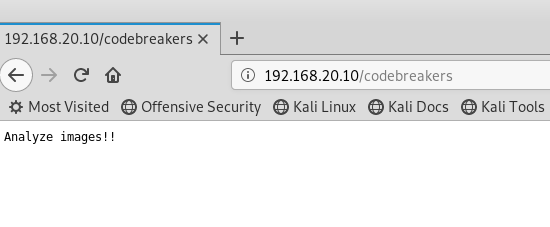 192.168.20.10/codebreakers
192.168.20.10/codebreakers
Most Visited Offensive Security Kali Linux Kali Docs Kali Tools
Analyze images!!